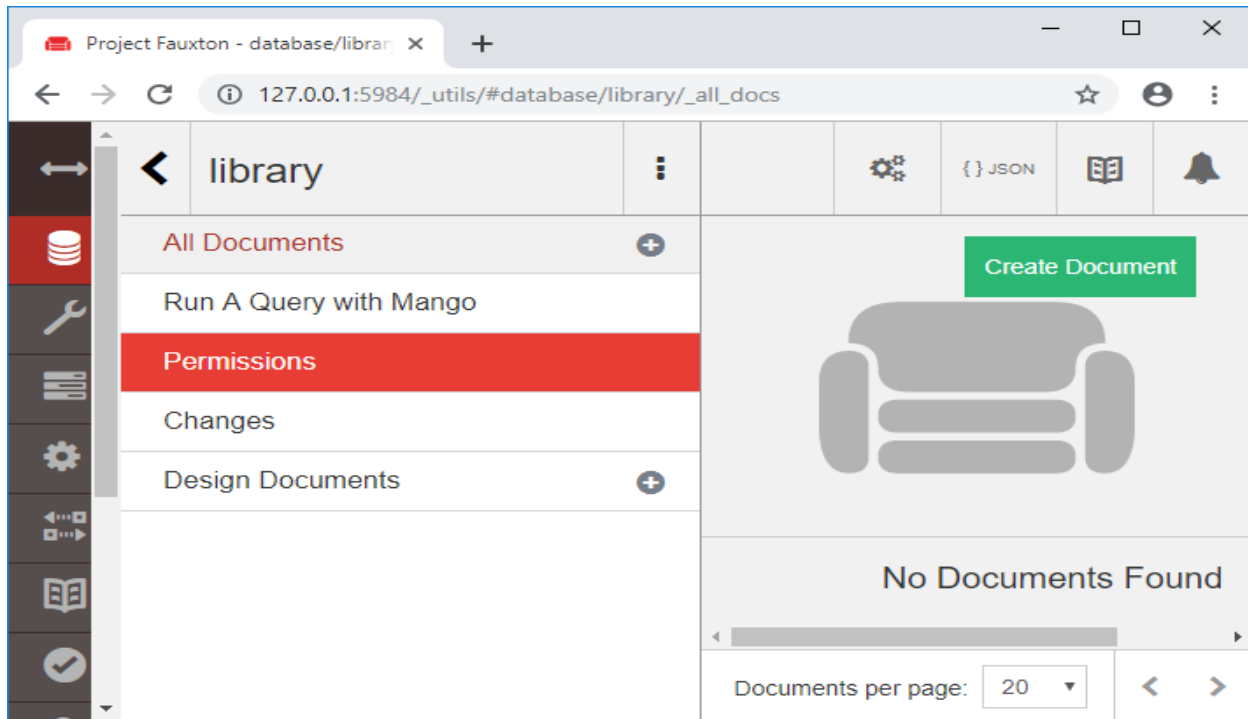 Project Fauxton - database/librar
127.0.0.1:5984/_utils/#database/library/_all_docs
library
{ } JSON
All Documents
Run A Query with Mango
Permissions
Changes
Design Documents
Create Document
No Documents Found
Documents per page: 20